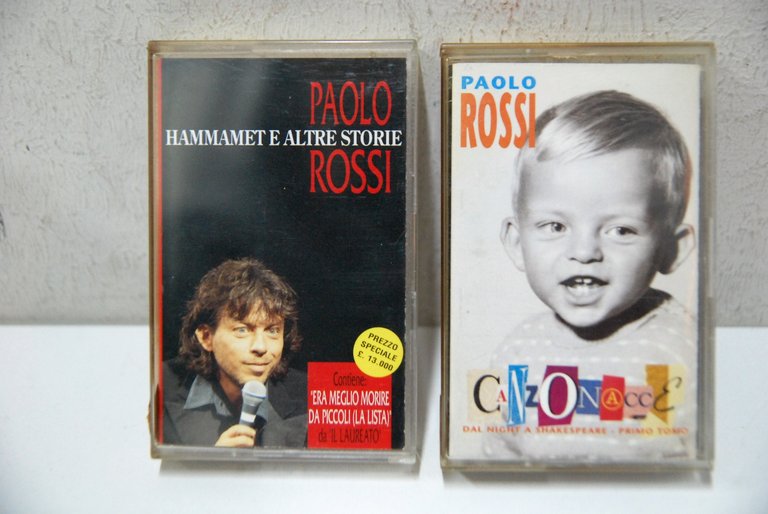 PAOLO
HAMMAMET E ALTRE STORIE
ROSSI
PREZZO
SPECIALE
£. 13.000
Contiene:
'ERA MEGLIO MORIRE
DA PICCOLI (LA LISTA)'
da 'IL LAUREATO'
PAOLO
ROSSI
CANZONACCE
DAL NIGHT A SHAKESPEARE - PRIMO TOMO